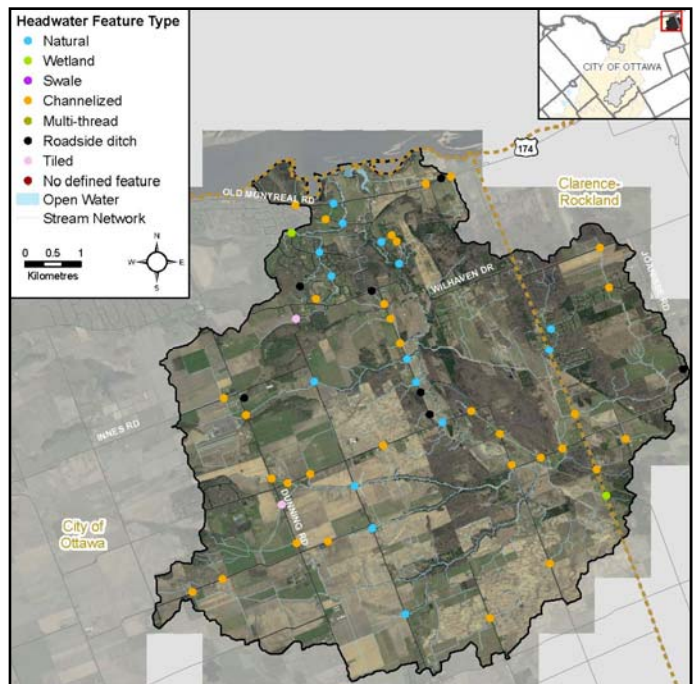 Headwater Feature Type
Natural
Wetland
Swale
Channelized
Multi-thread
Roadside ditch
Tiled
No defined feature
Open Water
Stream Network
0 0.5 1
Kilometres
N
W E
S
CITY OF OTTAWA
174
OLD MONTREAL RD
Clarence-
Rockland
WILHAVEN DR
INNES RD
DUNNING RD
City of
Ottawa